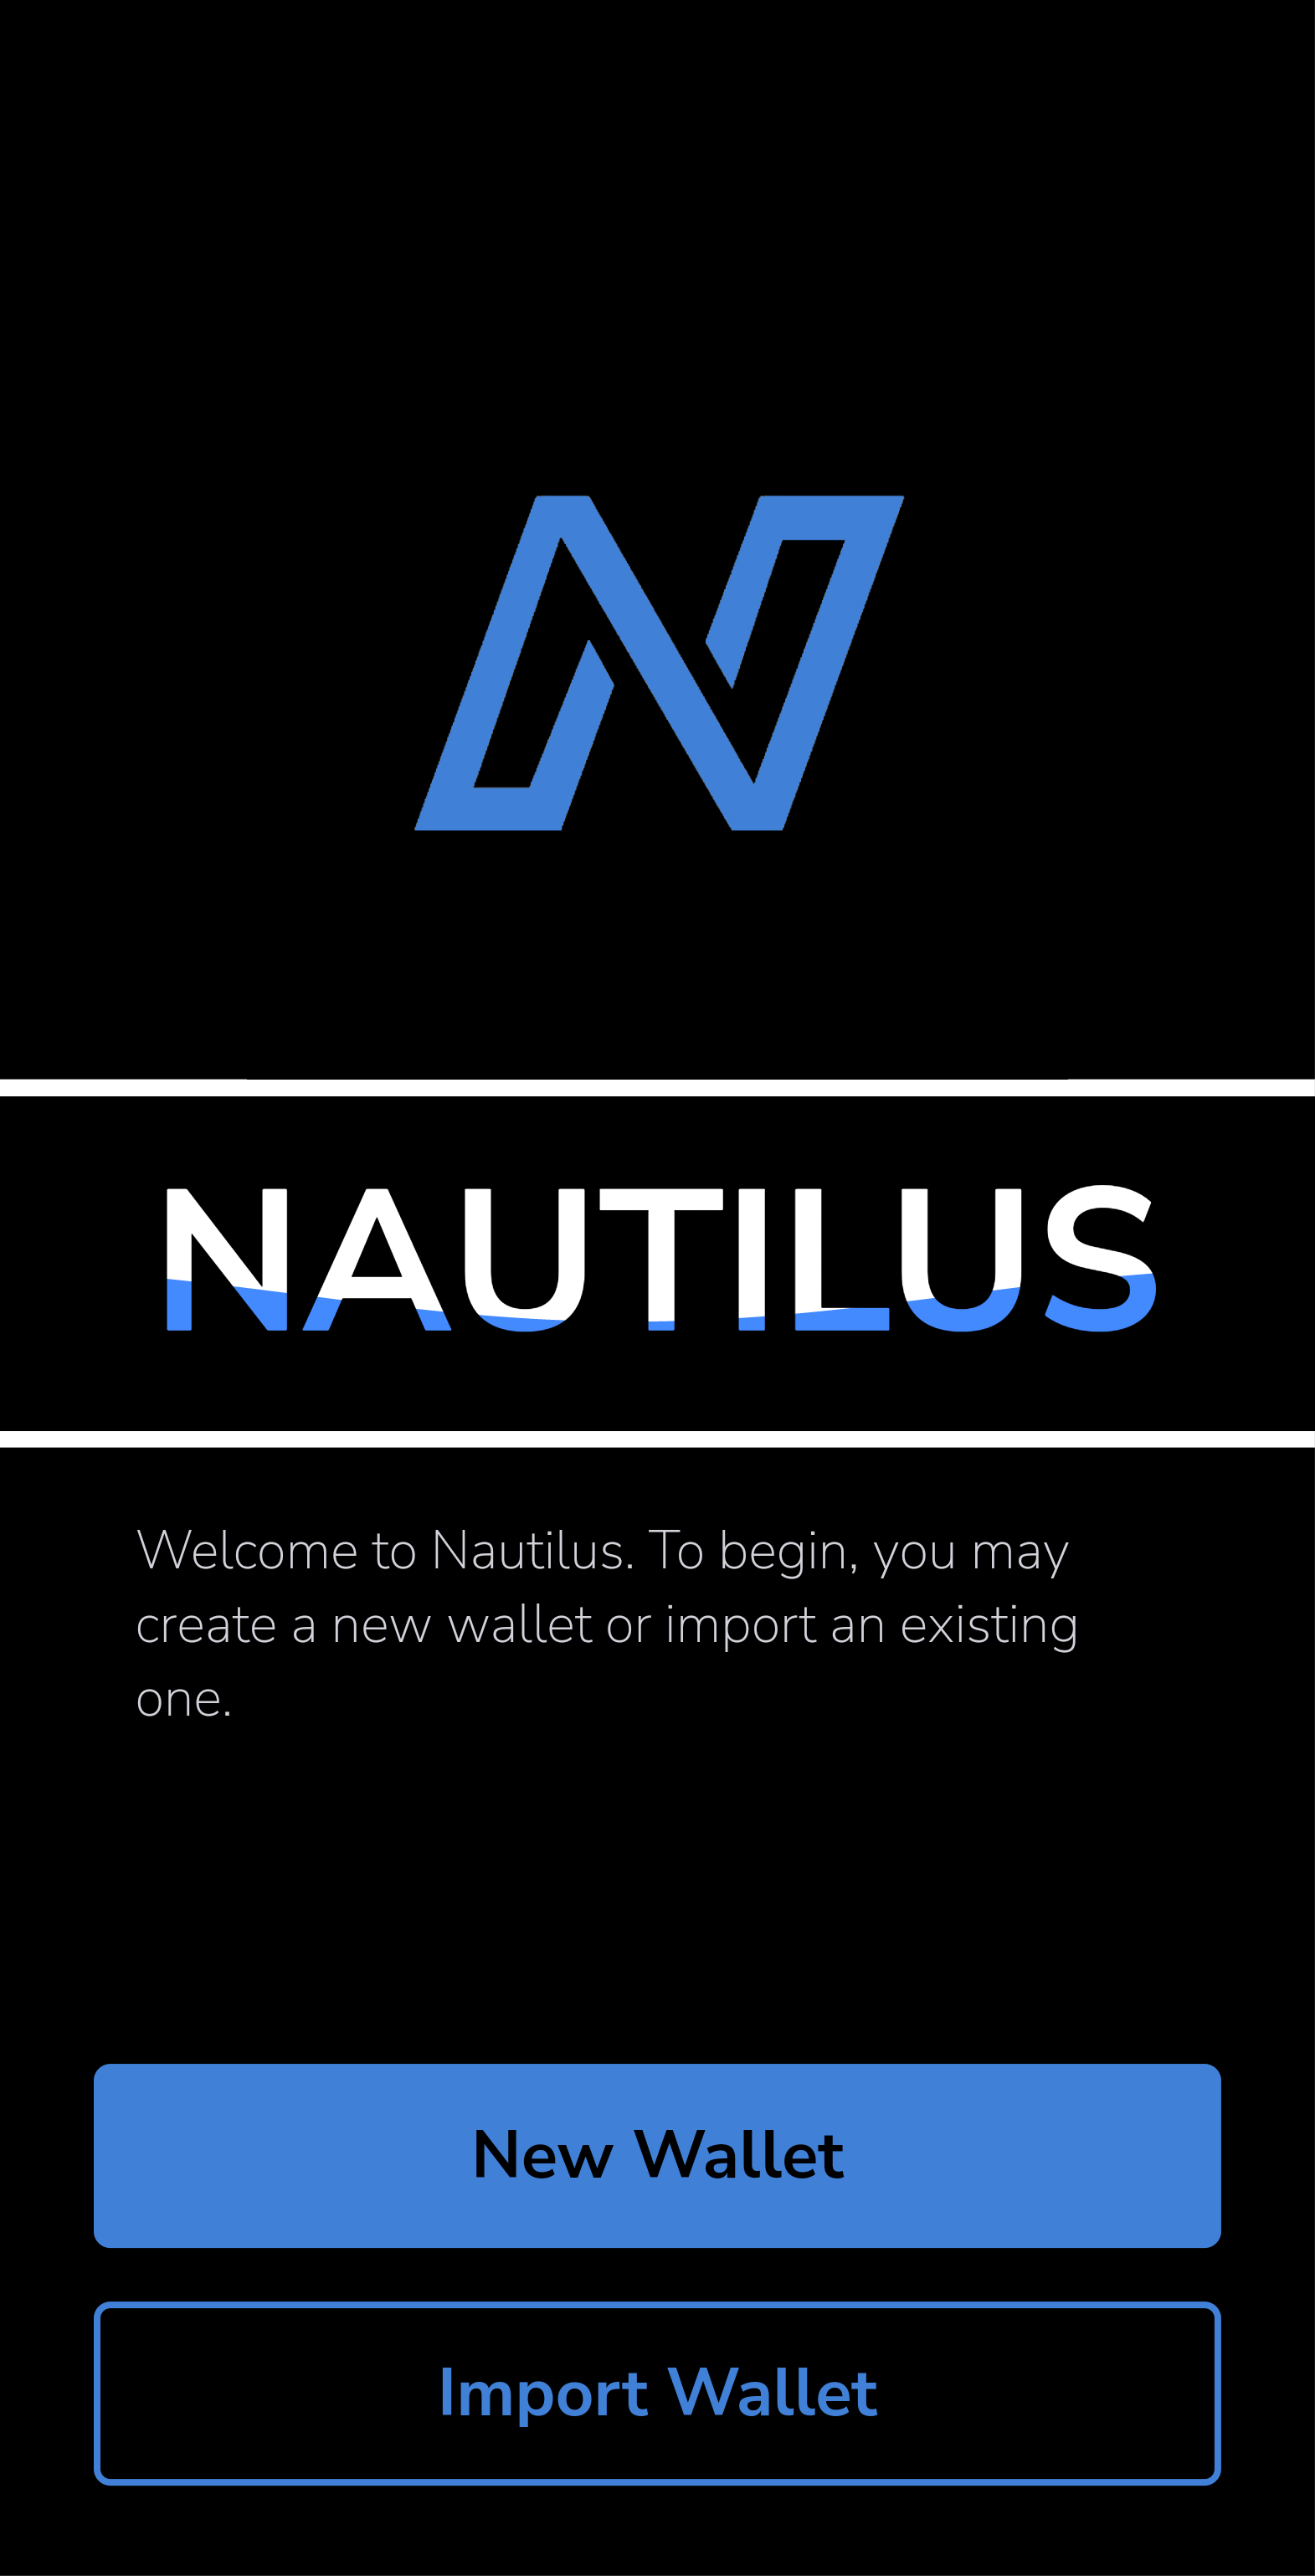 N
NAUTILUS
Welcome to Nautilus. To begin, you may
create a new wallet or import an existing
one.
New Wallet
Import Wallet